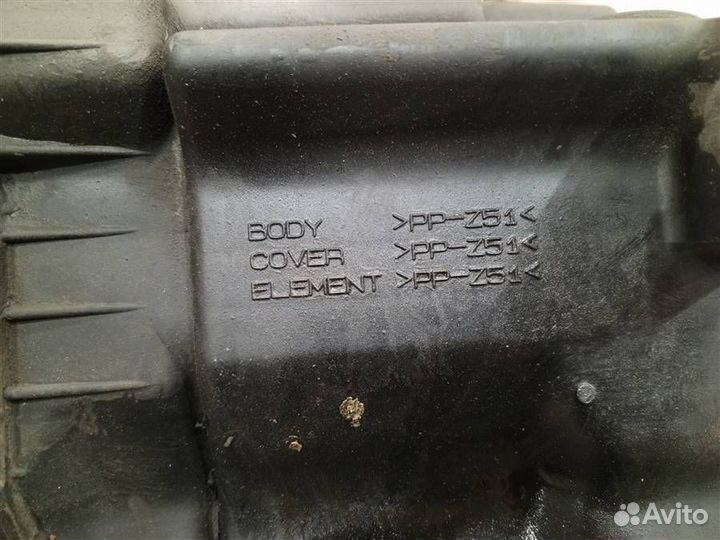 BODY >PP-Z51<
COVER >PP-Z51<
ELEMENT >PP-Z51<
Avito